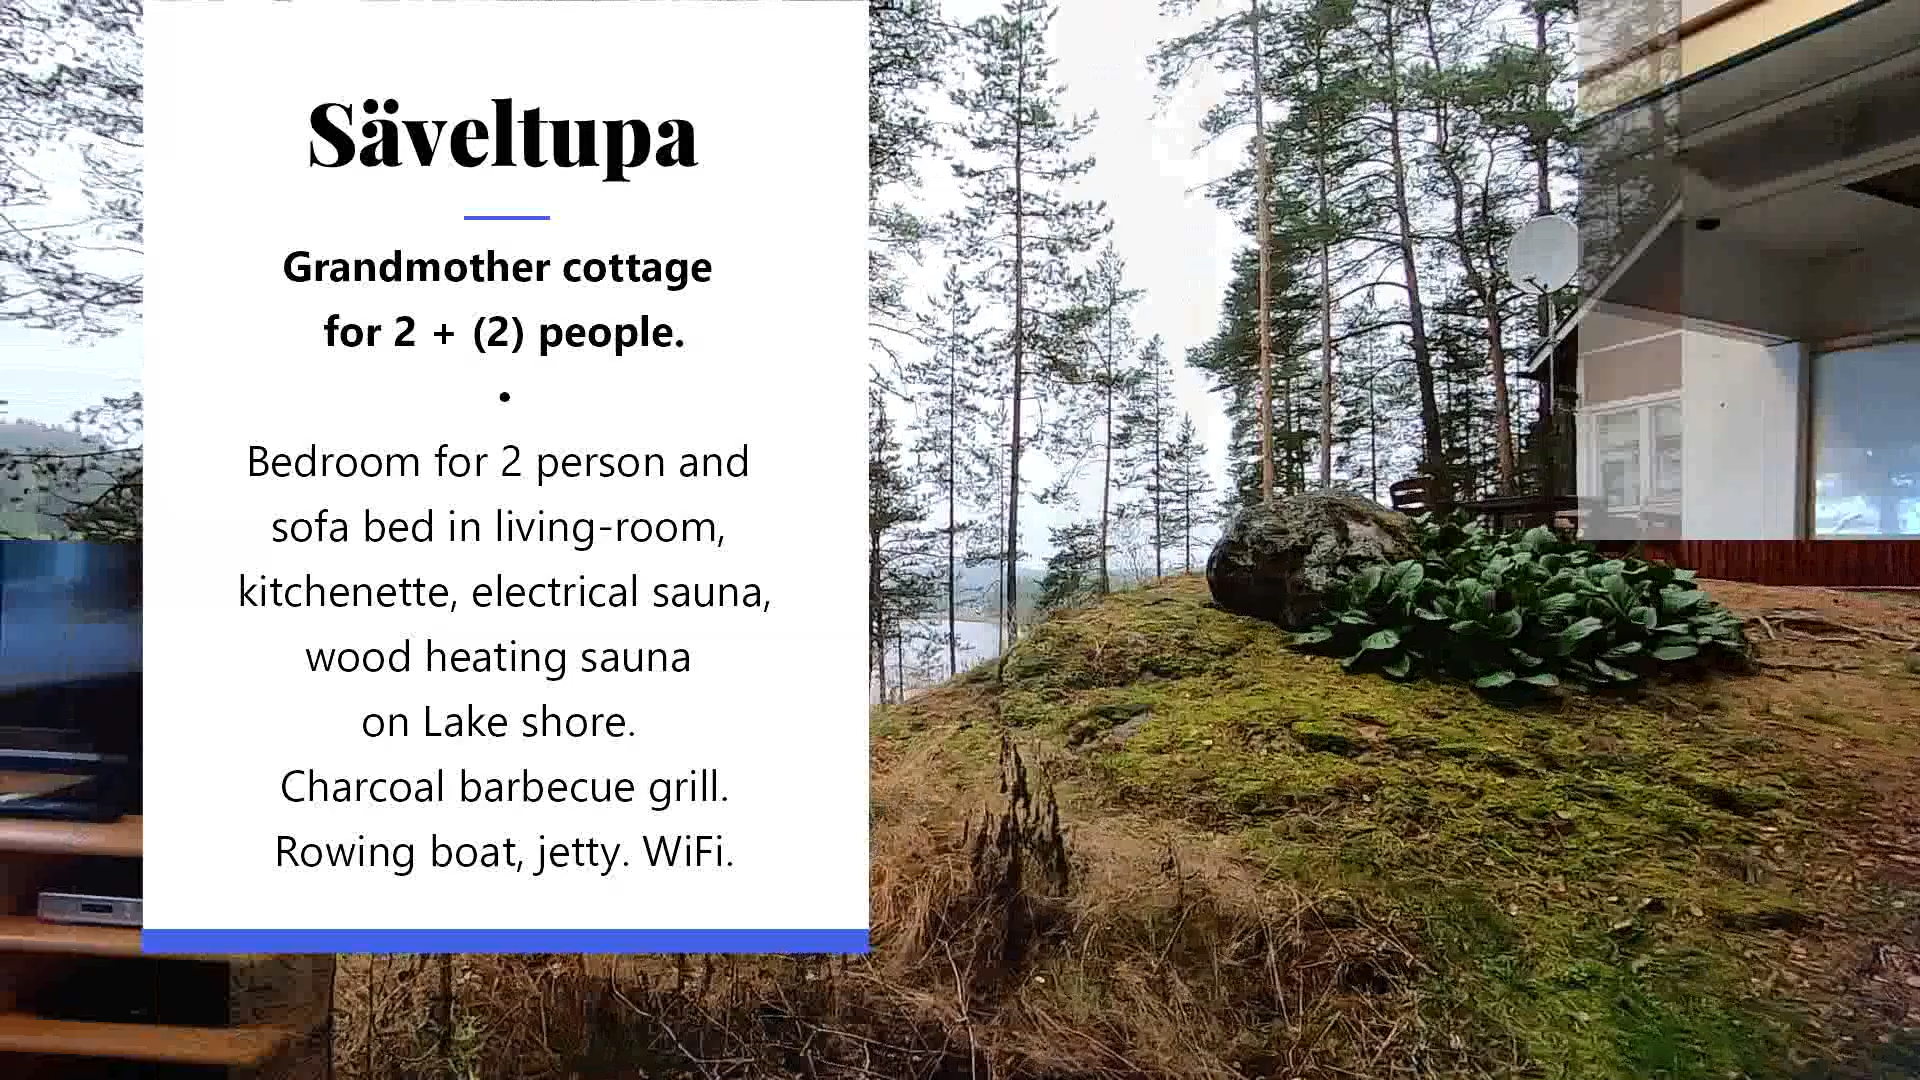 Säveltupa
Grandmother cottage
for 2 + (2) people.
•
Bedroom for 2 person and
sofa bed in living-room,
kitchenette, electrical sauna,
wood heating sauna
on Lake shore.
Charcoal barbecue grill.
Rowing boat, jetty. WiFi.